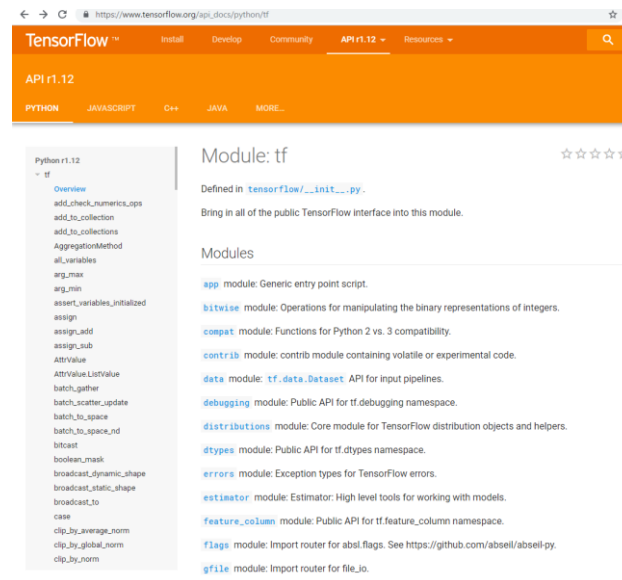 https://www.tensorflow.org/api_docs/python/tf
TensorFlow ™ Install Develop Community API r1.12 Resources
API r1.12
PYTHON JAVASCRIPT C++ JAVA MORE…
Python r1.12
tf
Overview
add_check_numerics_ops
add_to_collection
add_to_collections
AggregationMethod
all_variables
arg_max
arg_min
assert_variables_initialized
assign
assign_add
assign_sub
AttrValue
AttrValue.ListValue
batch_gather
batch_scatter_update
batch_to_space
batch_to_space_nd
bitcast
boolean_mask
broadcast_dynamic_shape
broadcast_static_shape
broadcast_to
case
clip_by_average_norm
clip_by_global_norm
clip_by_norm
Module: tf
Defined in tensorflow/__init__.py.
Bring in all of the public TensorFlow interface into this module.
Modules
app module: Generic entry point script.
bitwise module: Operations for manipulating the binary representations of integers.
compat module: Functions for Python 2 vs. 3 compatibility.
contrib module: contrib module containing volatile or experimental code.
data module: tf.data.Dataset API for input pipelines.
debugging module: Public API for tf.debugging namespace.
distributions module: Core module for TensorFlow distribution objects and helpers.
dtypes module: Public API for tf.dtypes namespace.
errors module: Exception types for TensorFlow errors.
estimator module: Estimator: High level tools for working with models.
feature_column module: Public API for tf.feature_column namespace.
flags module: Import router for absl.flags. See https://github.com/abseil/abseil-py.
gfile module: Import router for file_io.